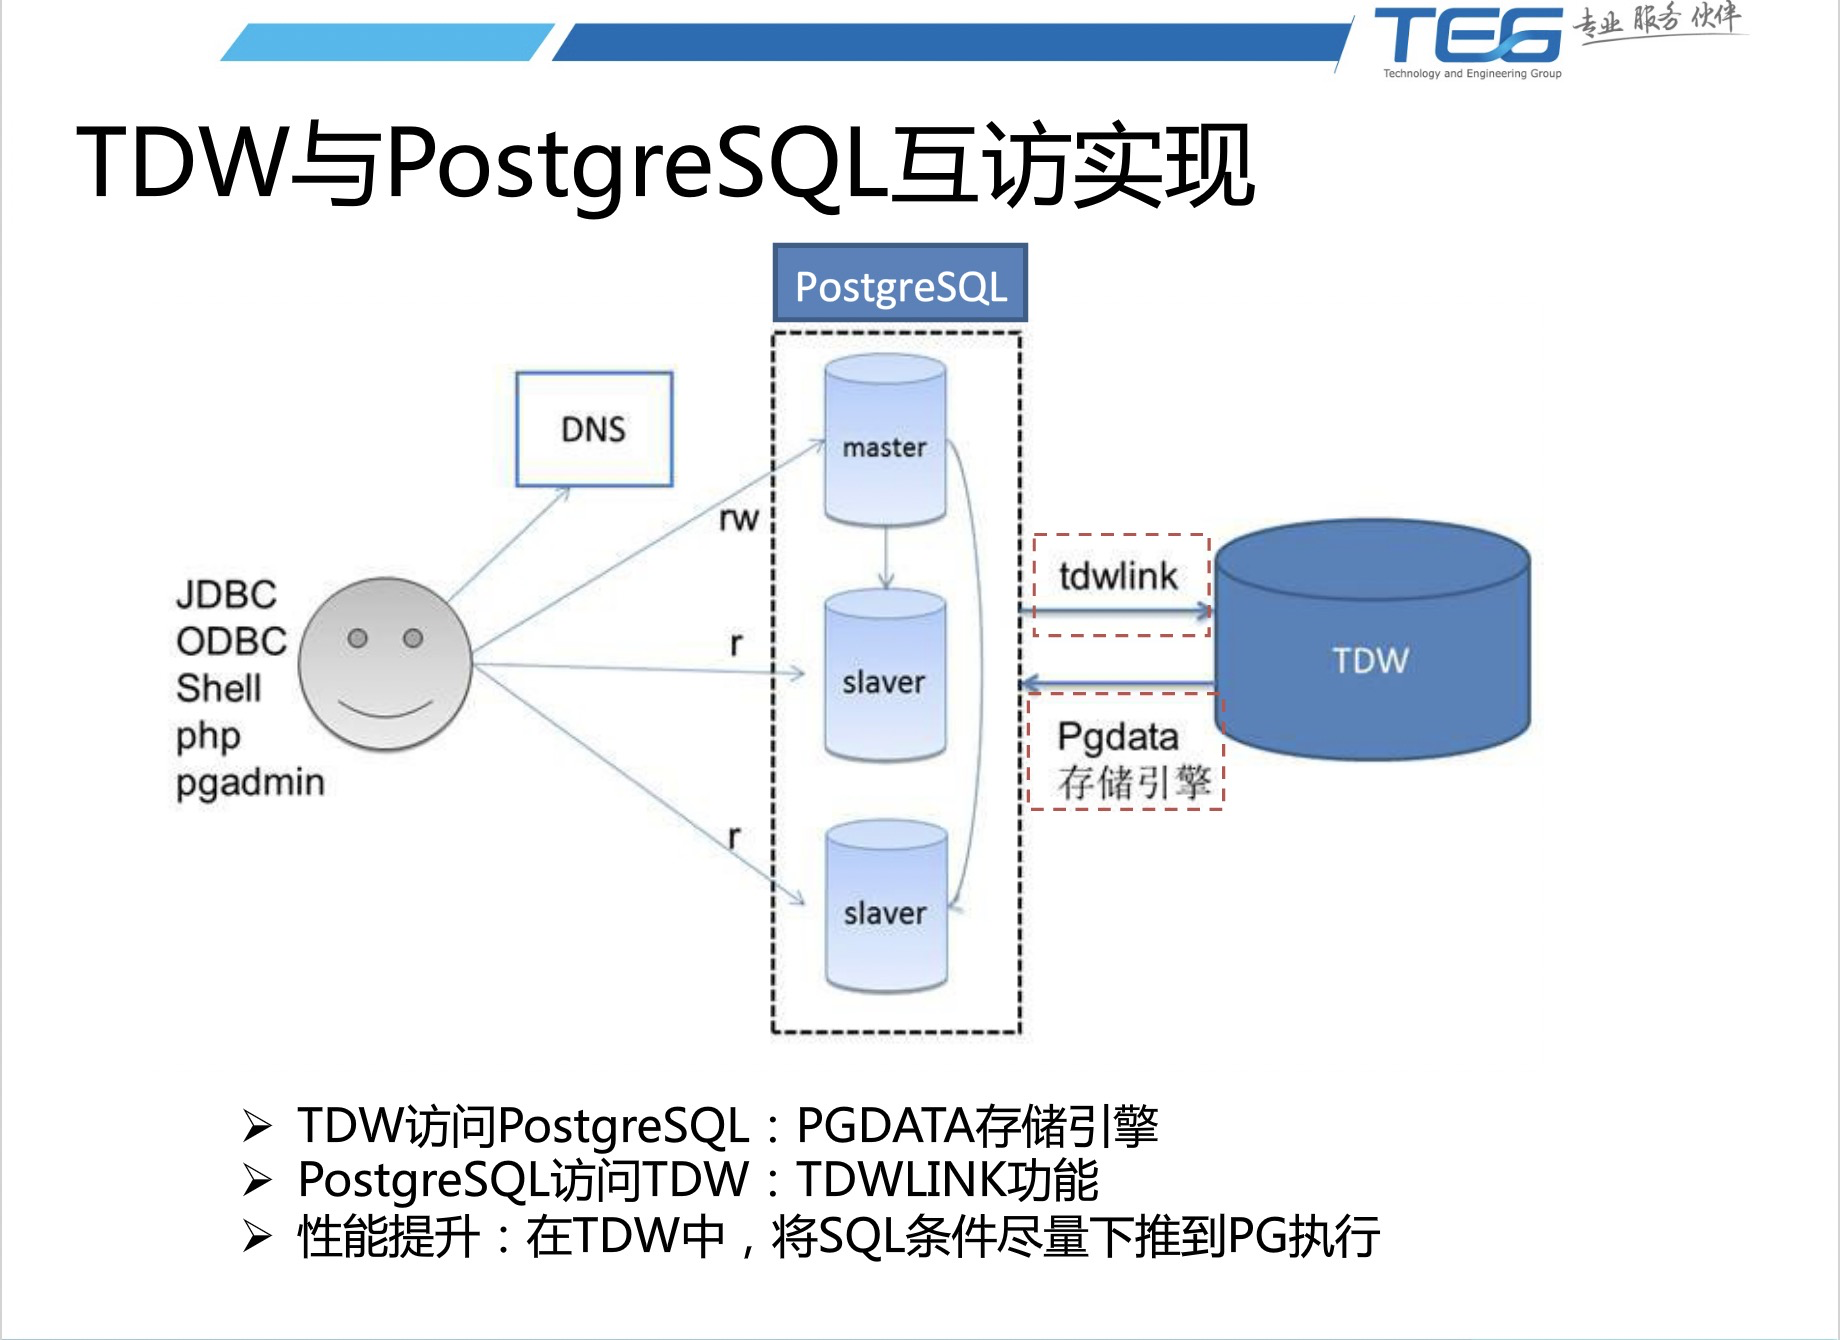 TEG 专业 服务 伙伴
Technology and Engineering Group
TDW与PostgreSQL互访实现
PostgreSQL
DNS
master
rw
JDBC
ODBC
Shell
php
pgadmin
r
slaver
r
slaver
tdwlink
TDW
Pgdata
存储引擎
➢ TDW访问PostgreSQL：PGDATA存储引擎
➢ PostgreSQL访问TDW：TDWLINK功能
➢ 性能提升：在TDW中，将SQL条件尽量下推到PG执行